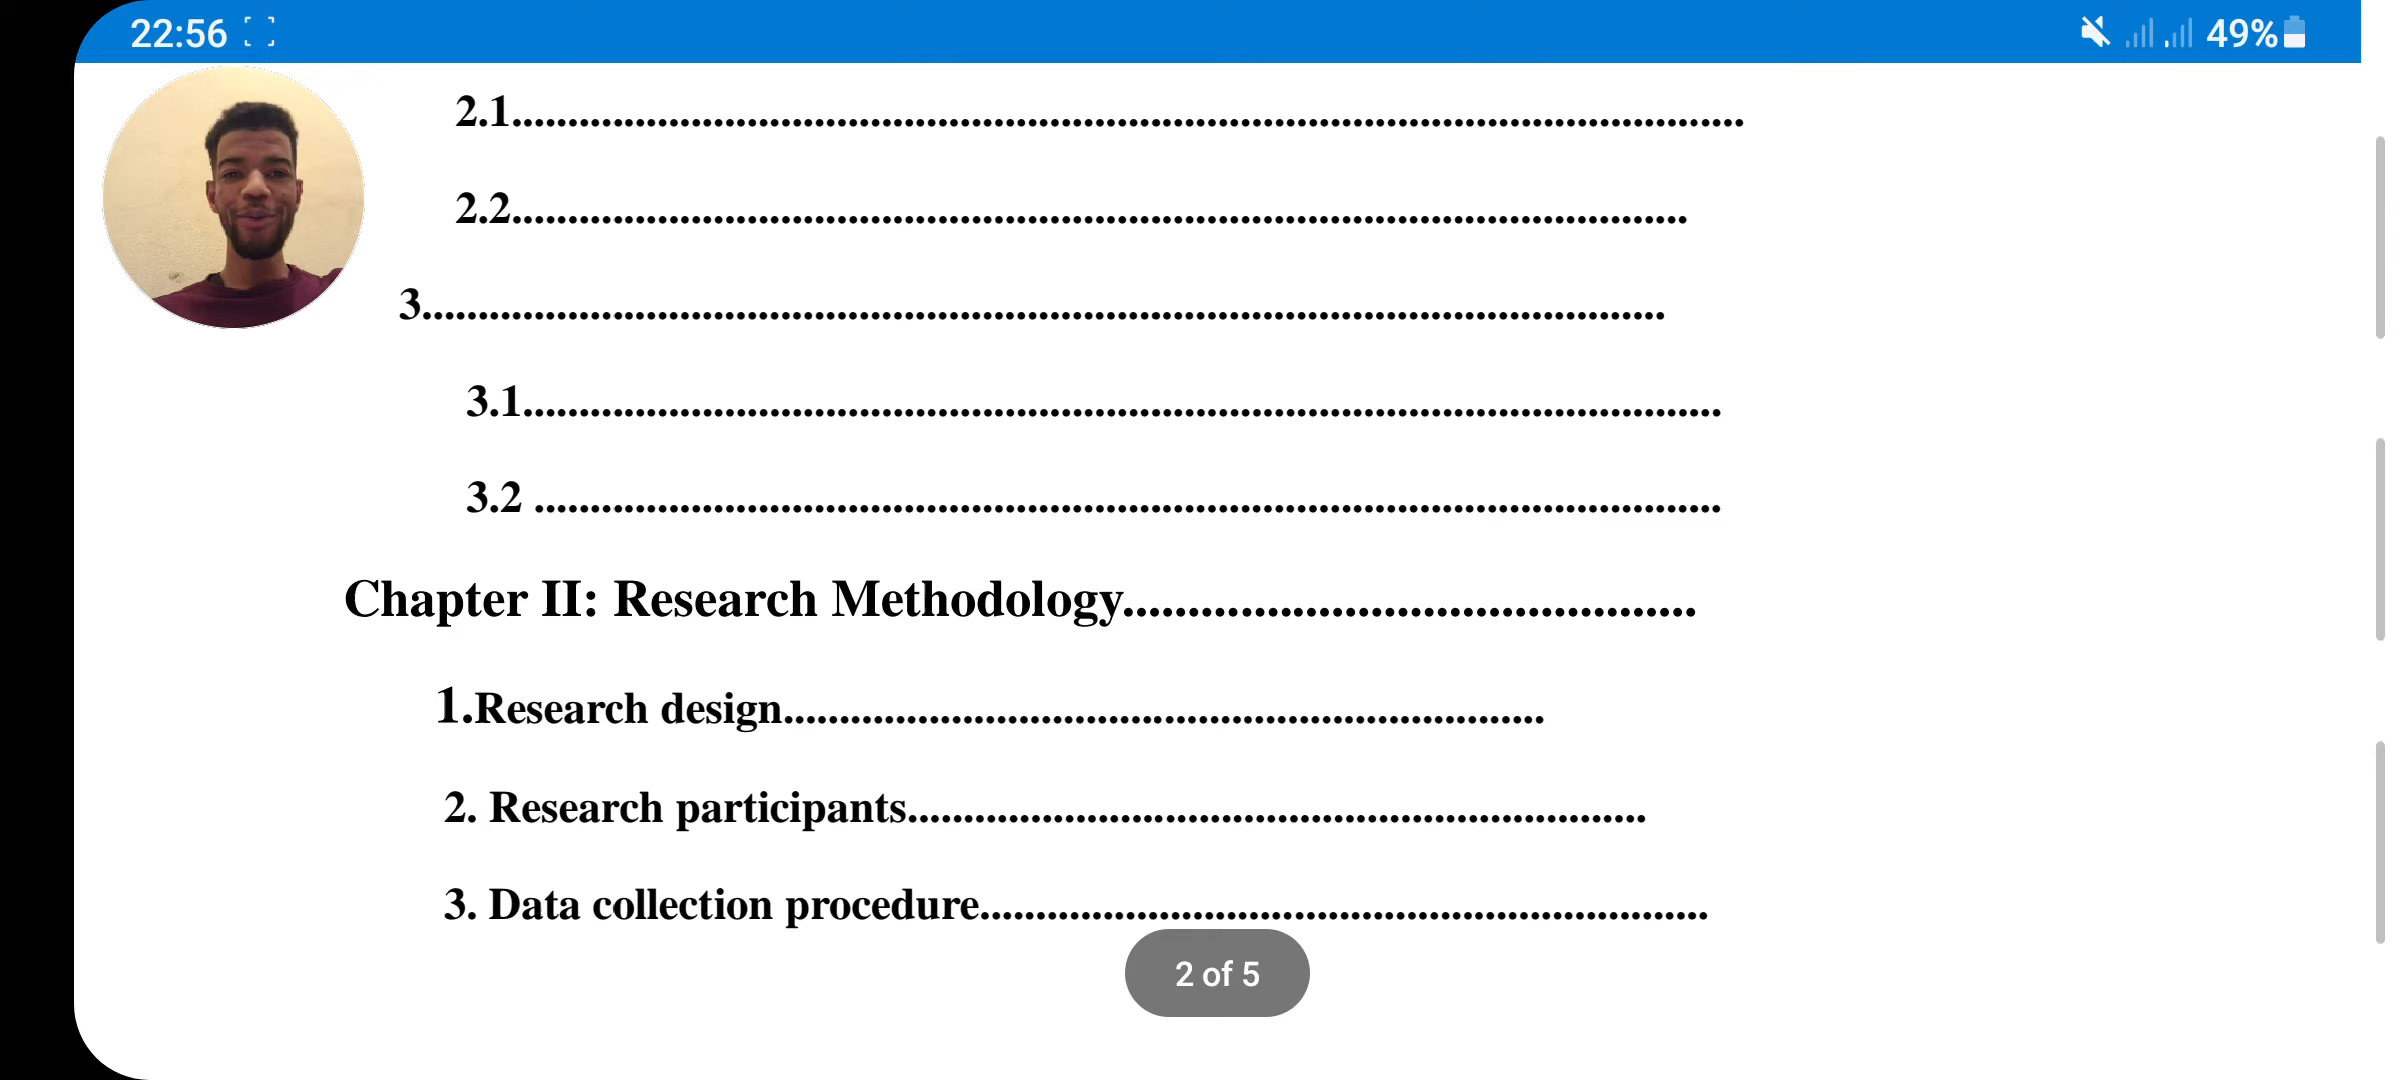 22:56 49%
2.1..............................................................................................................
2.2.........................................................................................................
3...............................................................................................................
3.1...........................................................................................................
3.2 ..........................................................................................................
Chapter II: Research Methodology............................................
1.Research design....................................................................
2. Research participants..................................................................
3. Data collection procedure.................................................................
2 of 5